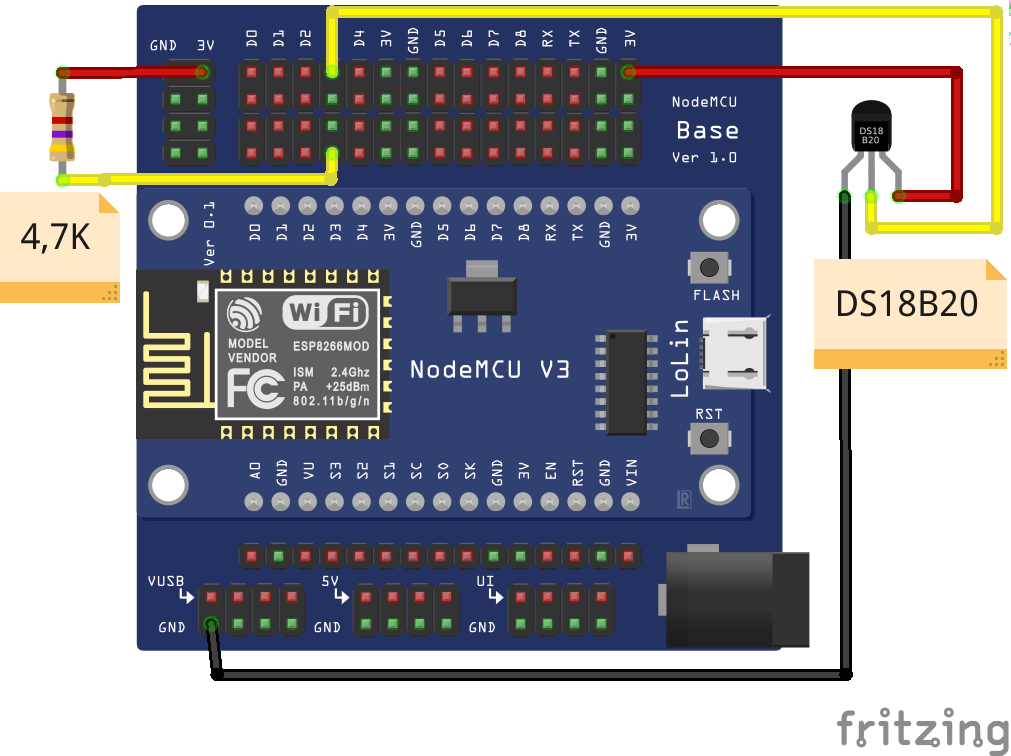 GND 3V D0 D1 D2 D4 3V GND D5 D6 D7 D8 RX TX GND 3V
NodeMCU
Base
Ver 1.0
4,7K
DS18
B20
DS18B20
Ver 0.1
D0 D1 D2 D3 D4 3V GND D5 D6 D7 D8 RX TX GND 3V
FLASH
WiFi
MODEL
VENDOR
ESP8266MOD
FC
ISM 2.4Ghz
PA +25dBm
802.11b/g/n
NodeMCU V3
LoLin
RST
A0 GND VU S3 S2 S1 SC S0 SK GND 3V EN RST GND VIN
VUSB
GND
5V
GND
UI
GND
fritzing